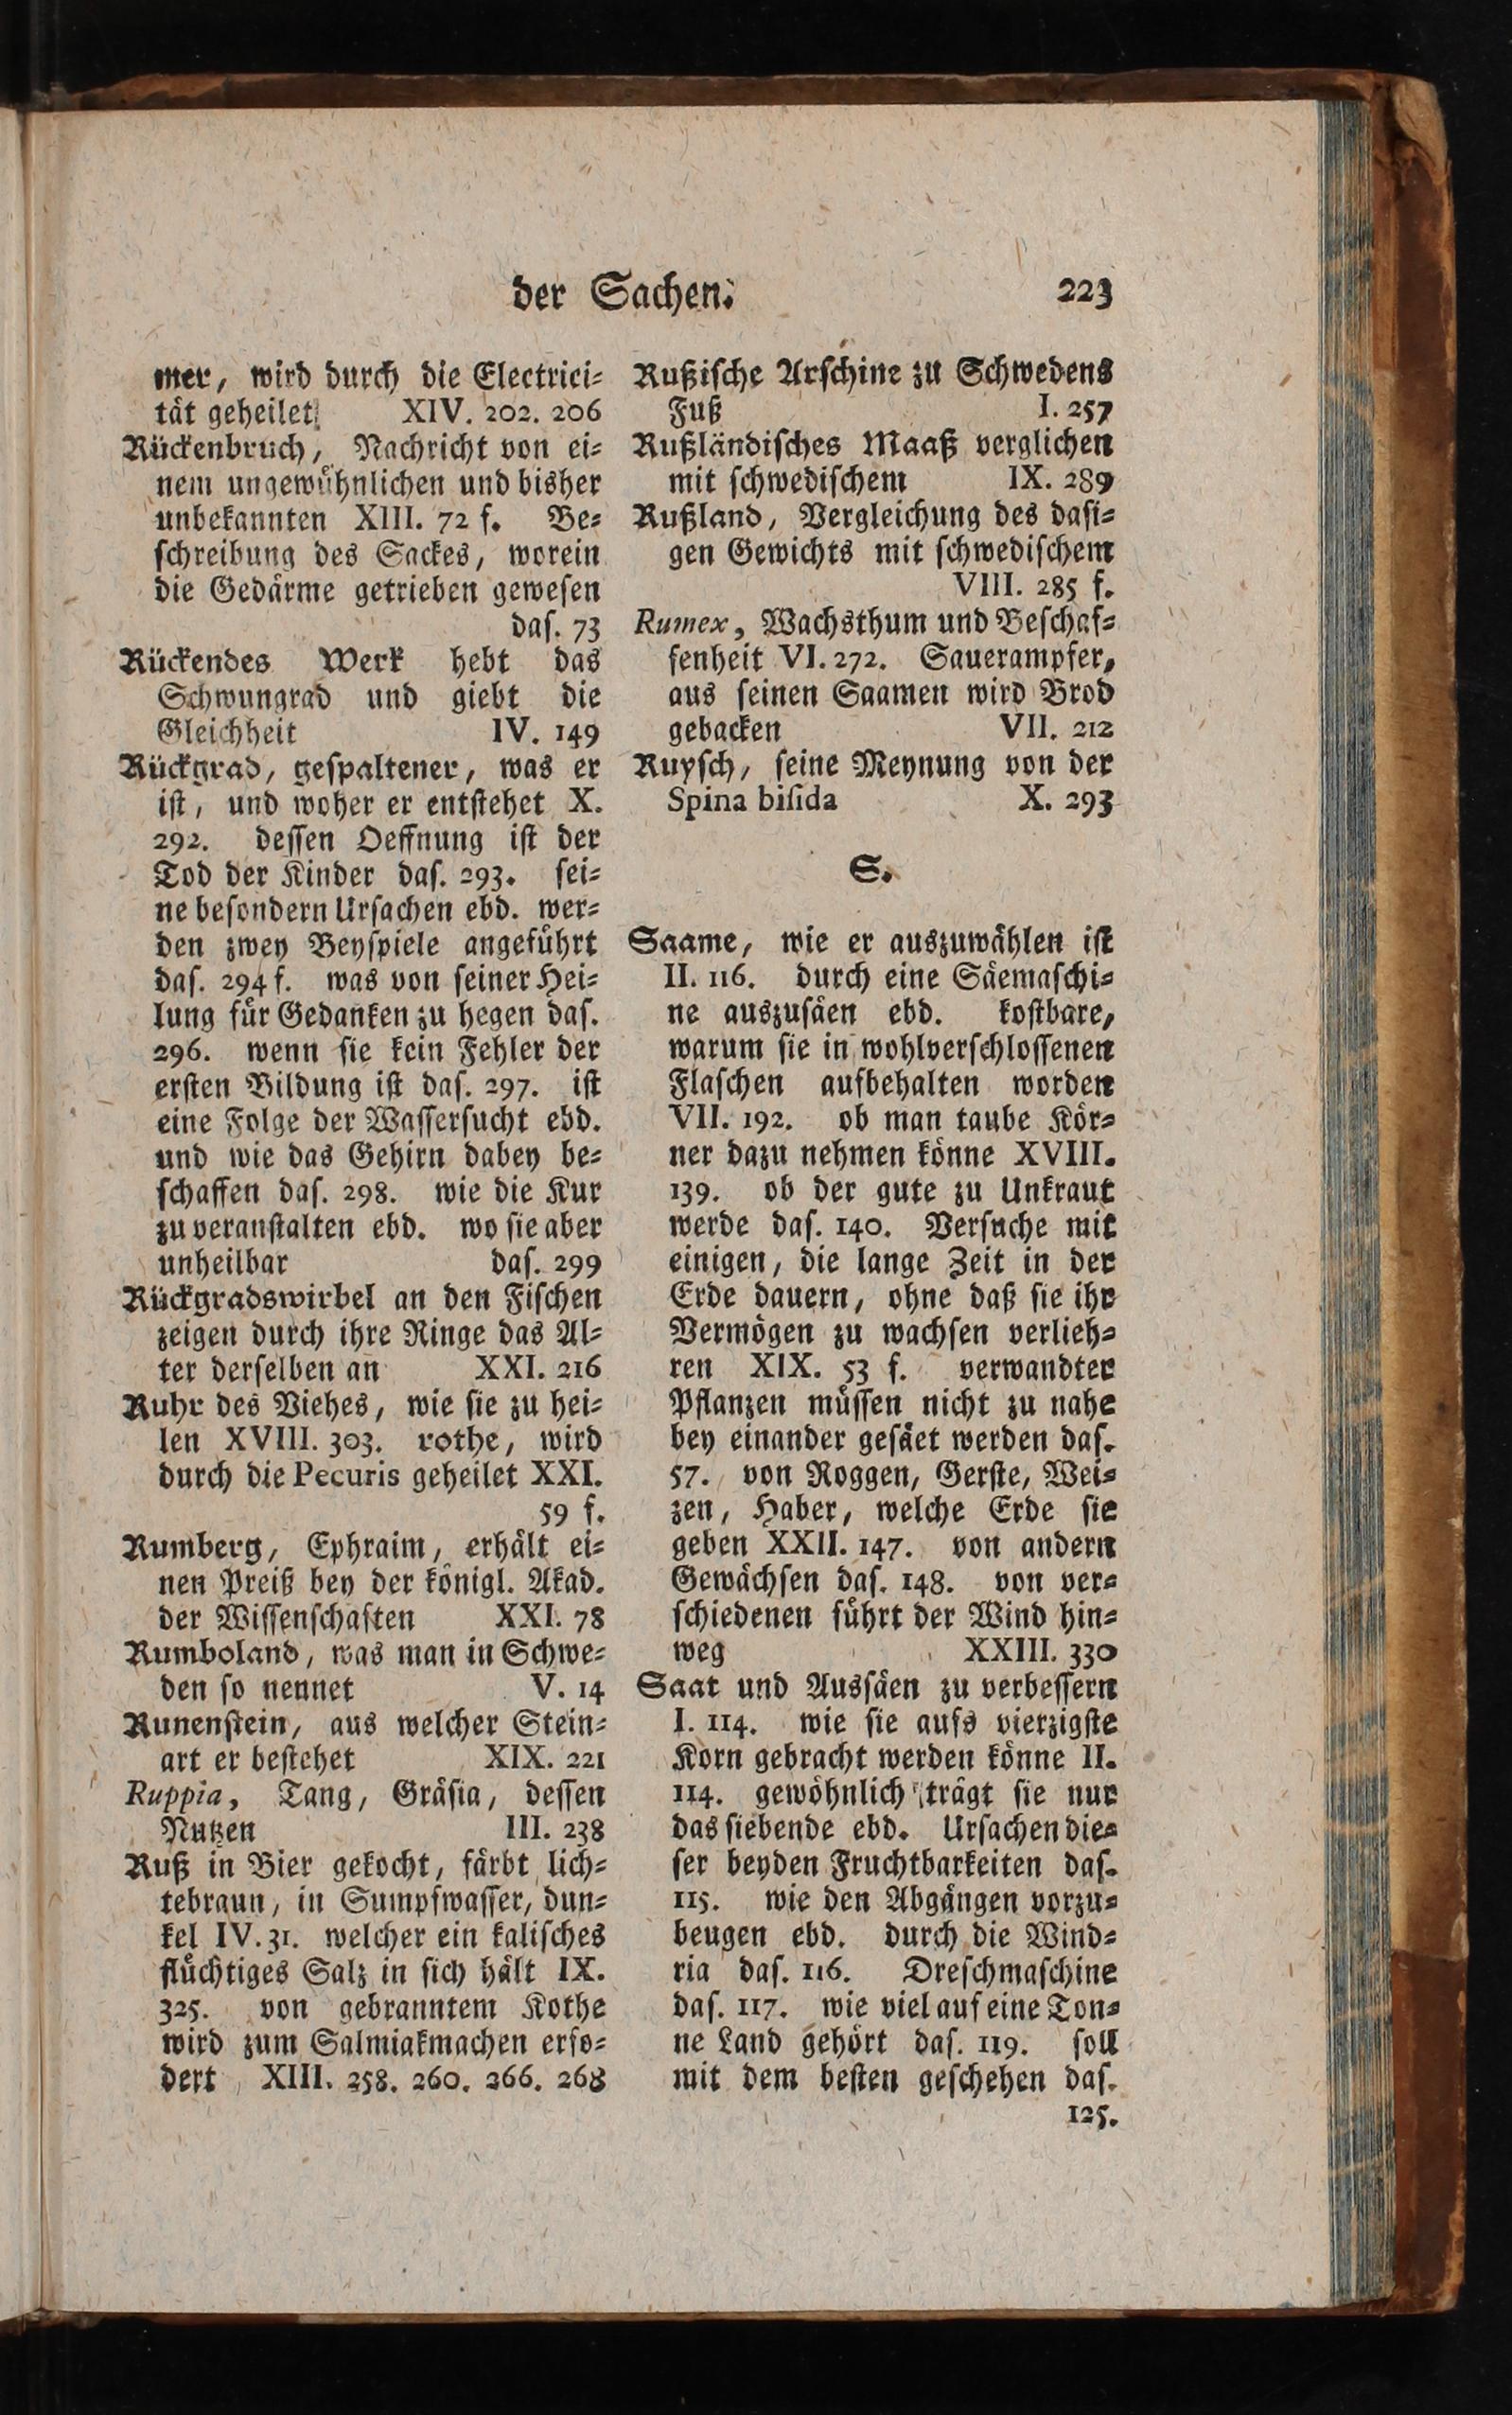 der Sachen. 223
mer, wird durch die Electrici-
tät geheilet XIV. 202. 206
Rückenbruch, Nachricht von ei-
nem ungewöhnlichen und bisher
unbekannten XIII. 72 f. Be-
ſchreibung des Sackes, worein
die Gedärme getrieben geweſen
daſ. 73
Rückendes Werk hebt das
Schwungrad und giebt die
Gleichheit IV. 149
Rückgrad, geſpaltener, was er
iſt, und woher er entſtehet X.
292. deſſen Oeffnung iſt der
Tod der Kinder daſ. 293. ſei-
ne beſondern Urſachen ebd. wer-
den zwey Beyſpiele angeführt
daſ. 294 f. was von ſeiner Hei-
lung für Gedanken zu hegen daſ.
296. wenn ſie kein Fehler der
erſten Bildung iſt daſ. 297. iſt
eine Folge der Waſſerſucht ebd.
und wie das Gehirn dabey be-
ſchaffen daſ. 298. wie die Kur
zu veranſtalten ebd. wo ſie aber
unheilbar daſ. 299
Rückgradswirbel an den Fiſchen
zeigen durch ihre Ringe das Al-
ter derſelben an XXI. 216
Ruhr des Viehes, wie ſie zu hei-
len XVIII. 303. rothe, wird
durch die Pecuris geheilet XXI.
59 f.
Rumberg, Ephraim, erhält ei-
nen Preiß bey der königl. Akad.
der Wiſſenſchaften XXI. 78
Rumboland, was man in Schwe-
den ſo nennet V. 14
Runenſtein, aus welcher Stein-
art er beſtehet XIX. 221
Ruppia, Tang, Gräſia, deſſen
Nutzen III. 238
Ruß in Bier gekocht, färbt lich-
tebraun, in Sumpfwaſſer, dun-
kel IV. 31. welcher ein kaliſches
flüchtiges Salz in ſich hält IX.
325. von gebranntem Kothe
wird zum Salmiakmachen erfo-
dert XIII. 258. 260. 266. 268
Rußiſche Arſchine zu Schwedens
Fuß I. 257
Rußländiſches Maaß verglichen
mit ſchwediſchem IX. 289
Rußland, Vergleichung des daſi-
gen Gewichts mit ſchwediſchem
VIII. 285 f.
Rumex, Wachsthum und Beſchaf-
fenheit VI. 272. Sauerampfer,
aus ſeinen Saamen wird Brod
gebacken VII. 212
Ruyſch, ſeine Meynung von der
Spina bifida X. 293
S.
Saame, wie er auszuwählen iſt
II. 116. durch eine Säemaſchi-
ne auszuſäen ebd. koſtbare,
warum ſie in wohlverſchloſſenen
Flaſchen aufbehalten worden
VII. 192. ob man taube Kör-
ner dazu nehmen könne XVIII.
139. ob der gute zu Unkraut
werde daſ. 140. Verſuche mit
einigen, die lange Zeit in der
Erde dauern, ohne daß ſie ihr
Vermögen zu wachſen verlieh-
ren XIX. 53 f. verwandter
Pflanzen müſſen nicht zu nahe
bey einander geſäet werden daſ.
57. von Roggen, Gerſte, Wei-
zen, Haber, welche Erde ſie
geben XXII. 147. von andern
Gewächſen daſ. 148. von ver-
ſchiedenen führt der Wind hin-
weg XXIII. 330
Saat und Ausſäen zu verbeſſern
I. 114. wie ſie aufs vierzigſte
Korn gebracht werden könne II.
114. gewöhnlich trägt ſie nur
das ſiebende ebd. Urſachen die-
ſer beyden Fruchtbarkeiten daſ.
115. wie den Abgängen vorzu-
beugen ebd. durch die Wind-
ria daſ. 116. Dreſchmaſchine
daſ. 117. wie viel auf eine Ton-
ne Land gehört daſ. 119. ſoll
mit dem beſten geſchehen daſ.
125.